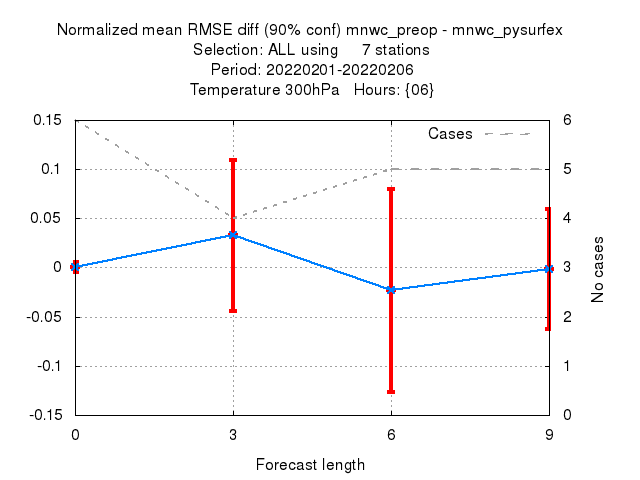 Normalized mean RMSE diff (90% conf) mnwc_preop - mnwc_pysurfex
Selection: ALL using 7 stations
Period: 20220201-20220206
Temperature 300hPa Hours: {06}
Cases
0.15
0.1
0.05
0
-0.05
-0.1
-0.15
6
5
4
3
2
1
0
No cases
0 3 6 9
Forecast length